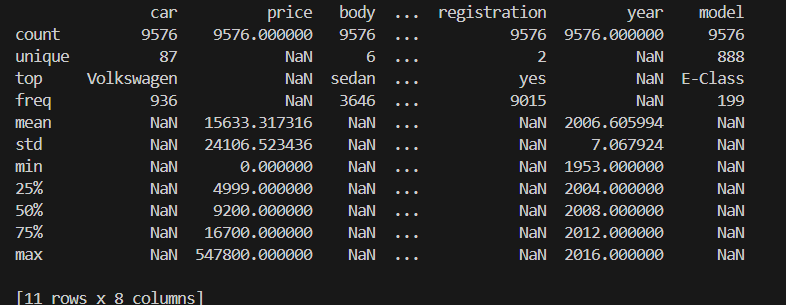 car price body ... registration year model
count 9576 9576.000000 9576 ... 9576 9576.000000 9576
unique 87 NaN 6 ... 2 NaN 888
top Volkswagen NaN sedan ... yes NaN E-Class
freq 936 NaN 3646 ... 9015 NaN 199
mean NaN 15633.317316 NaN ... NaN 2006.605994 NaN
std NaN 24106.523436 NaN ... NaN 7.067924 NaN
min NaN 0.000000 NaN ... NaN 1953.000000 NaN
25% NaN 4999.000000 NaN ... NaN 2004.000000 NaN
50% NaN 9200.000000 NaN ... NaN 2008.000000 NaN
75% NaN 16700.000000 NaN ... NaN 2012.000000 NaN
max NaN 547800.000000 NaN ... NaN 2016.000000 NaN
[11 rows x 8 columns]